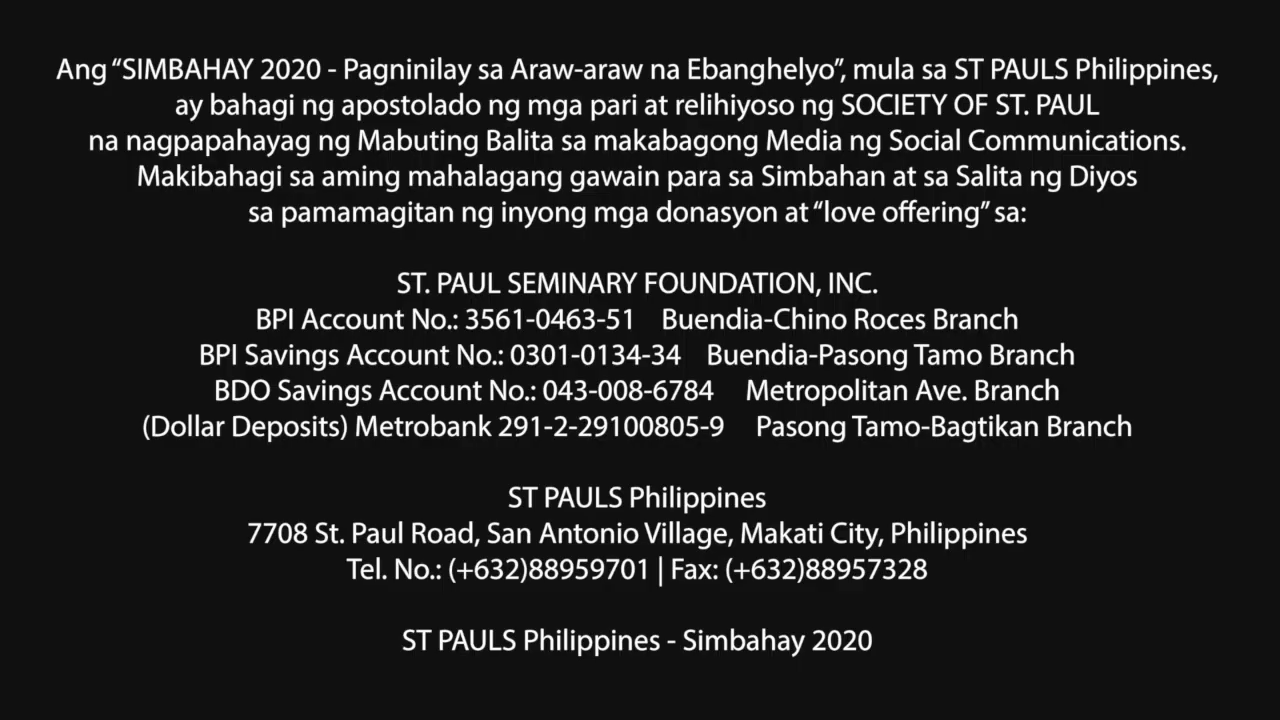 Ang “SIMBAHAY 2020 - Pagninilay sa Araw-araw na Ebanghelyo”, mula sa ST PAULS Philippines,
ay bahagi ng apostolado ng mga pari at relihiyoso ng SOCIETY OF ST. PAUL
na nagpapahayag ng Mabuting Balita sa makabagong Media ng Social Communications.
Makibahagi sa aming mahalagang gawain para sa Simbahan at sa Salita ng Diyos
sa pamamagitan ng inyong mga donasyon at “love offering” sa:
ST. PAUL SEMINARY FOUNDATION, INC.
BPI Account No.: 3561-0463-51 Buendia-Chino Roces Branch
BPI Savings Account No.: 0301-0134-34 Buendia-Pasong Tamo Branch
BDO Savings Account No.: 043-008-6784 Metropolitan Ave. Branch
(Dollar Deposits) Metrobank 291-2-29100805-9 Pasong Tamo-Bagtikan Branch
ST PAULS Philippines
7708 St. Paul Road, San Antonio Village, Makati City, Philippines
Tel. No.: (+632)88959701 | Fax: (+632)88957328
ST PAULS Philippines - Simbahay 2020